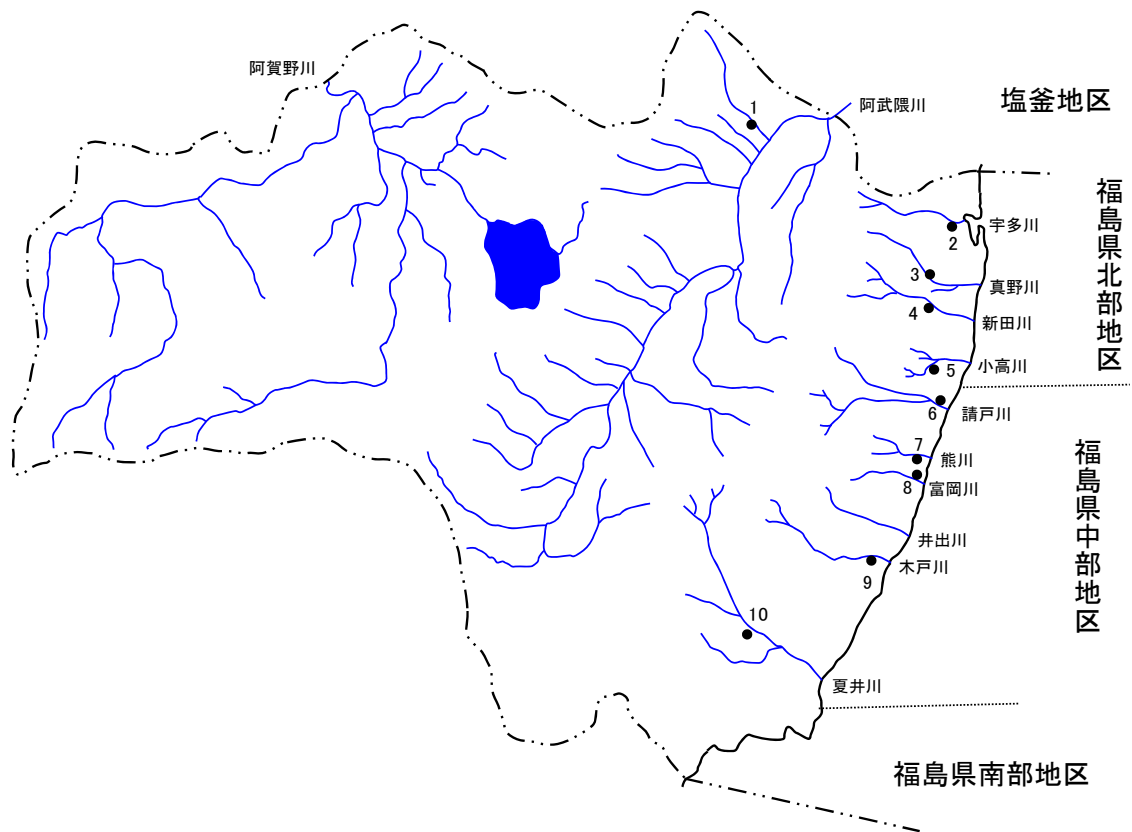 阿賀野川
1
阿武隈川
塩釜地区
福島県北部地区
宇多川
2
3
真野川
4
新田川
小高川
5
6
請戸川
福島県中部地区
7
熊川
8
富岡川
井出川
木戸川
9
10
夏井川
福島県南部地区